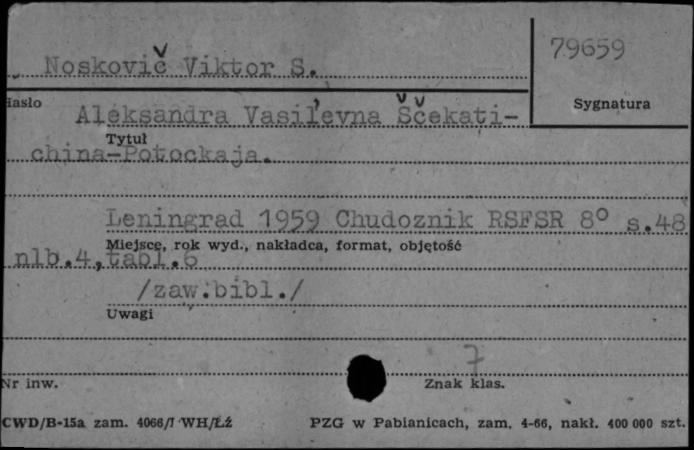 79659
Noskovič Viktor S.
Hasło
Sygnatura
Aleksandra Vasil'evna Ščekati-
Tytuł
china-Potockaja.
Leningrad 1959 Chudoznik RSFSR 8° s.48
Miejsce, rok wyd., nakładca, format, objętość
nlb.4,tabl.6
/zaw.bibl./
Uwagi
7
Nr inw.
Znak klas.
CWD/B-15a zam. 4066/I WH/Łź
PZG w Pabianicach, zam. 4-66, nakł. 400 000 szt.